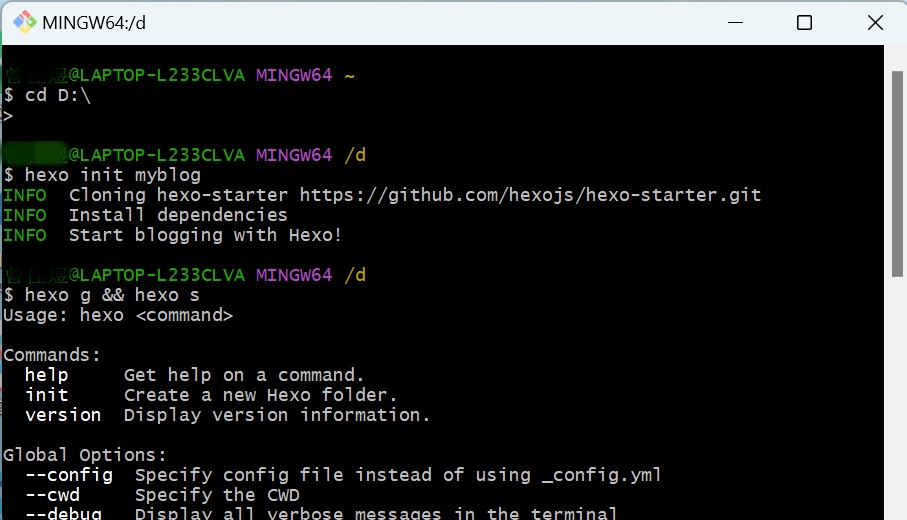 MINGW64:/d
@LAPTOP-L233CLVA MINGW64 ~
$ cd D:\
>
@LAPTOP-L233CLVA MINGW64 /d
$ hexo init myblog
INFO  Cloning hexo-starter https://github.com/hexojs/hexo-starter.git
INFO  Install dependencies
INFO  Start blogging with Hexo!
@LAPTOP-L233CLVA MINGW64 /d
$ hexo g && hexo s
Usage: hexo <command>
Commands:
  help     Get help on a command.
  init     Create a new Hexo folder.
  version  Display version information.
Global Options:
  --config  Specify config file instead of using _config.yml
  --cwd     Specify the CWD
  --debug   Display all verbose messages in the terminal